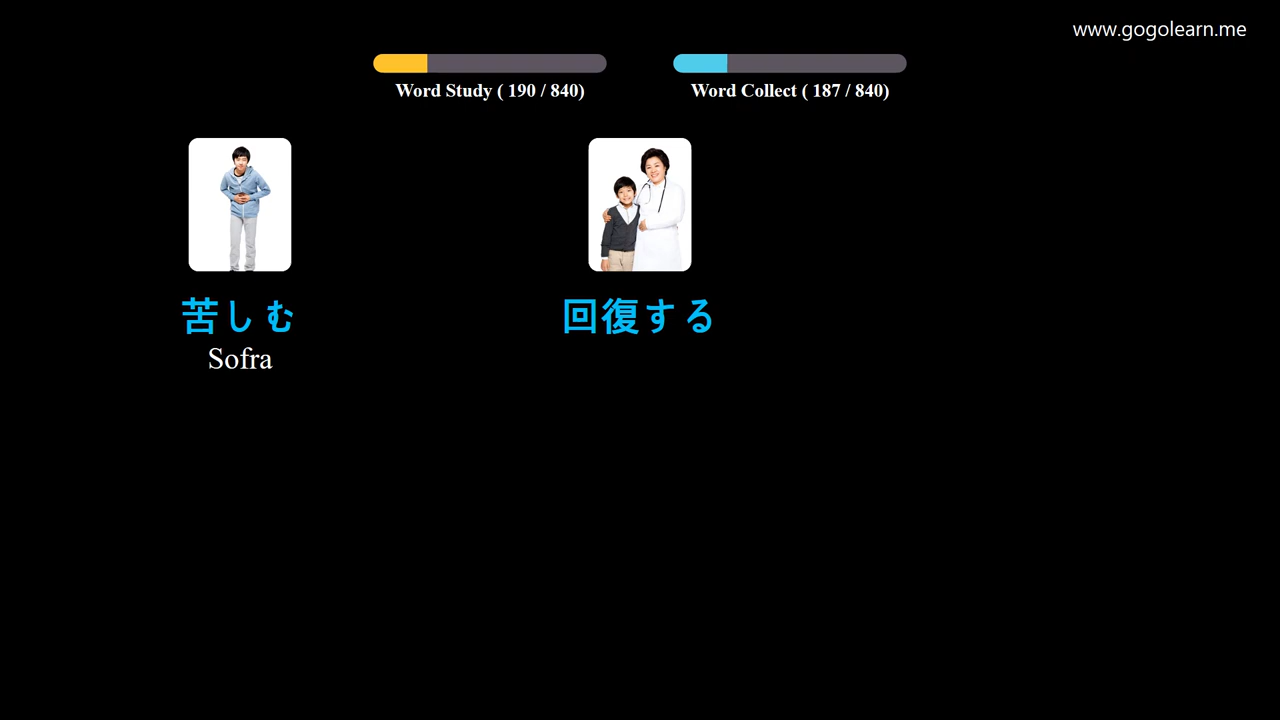 www.gogolearn.me
Word Study ( 190 / 840)
Word Collect ( 187 / 840)
苦しむ
回復する
Sofra